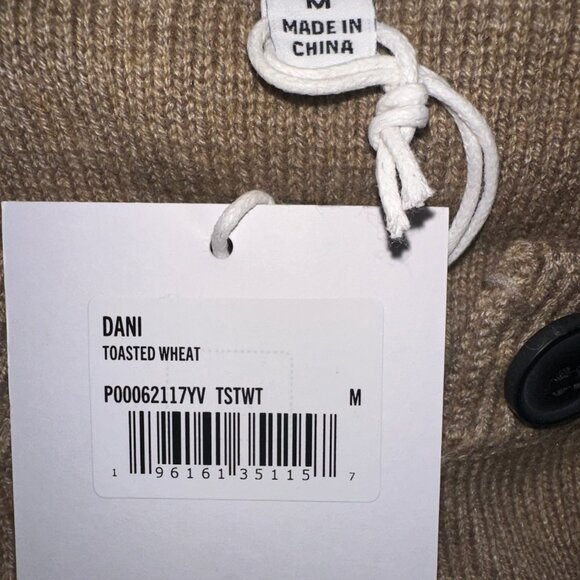 M
MADE IN
CHINA
DANI
TOASTED WHEAT
P00062117YV TSTWT M
1 96161 35115 7